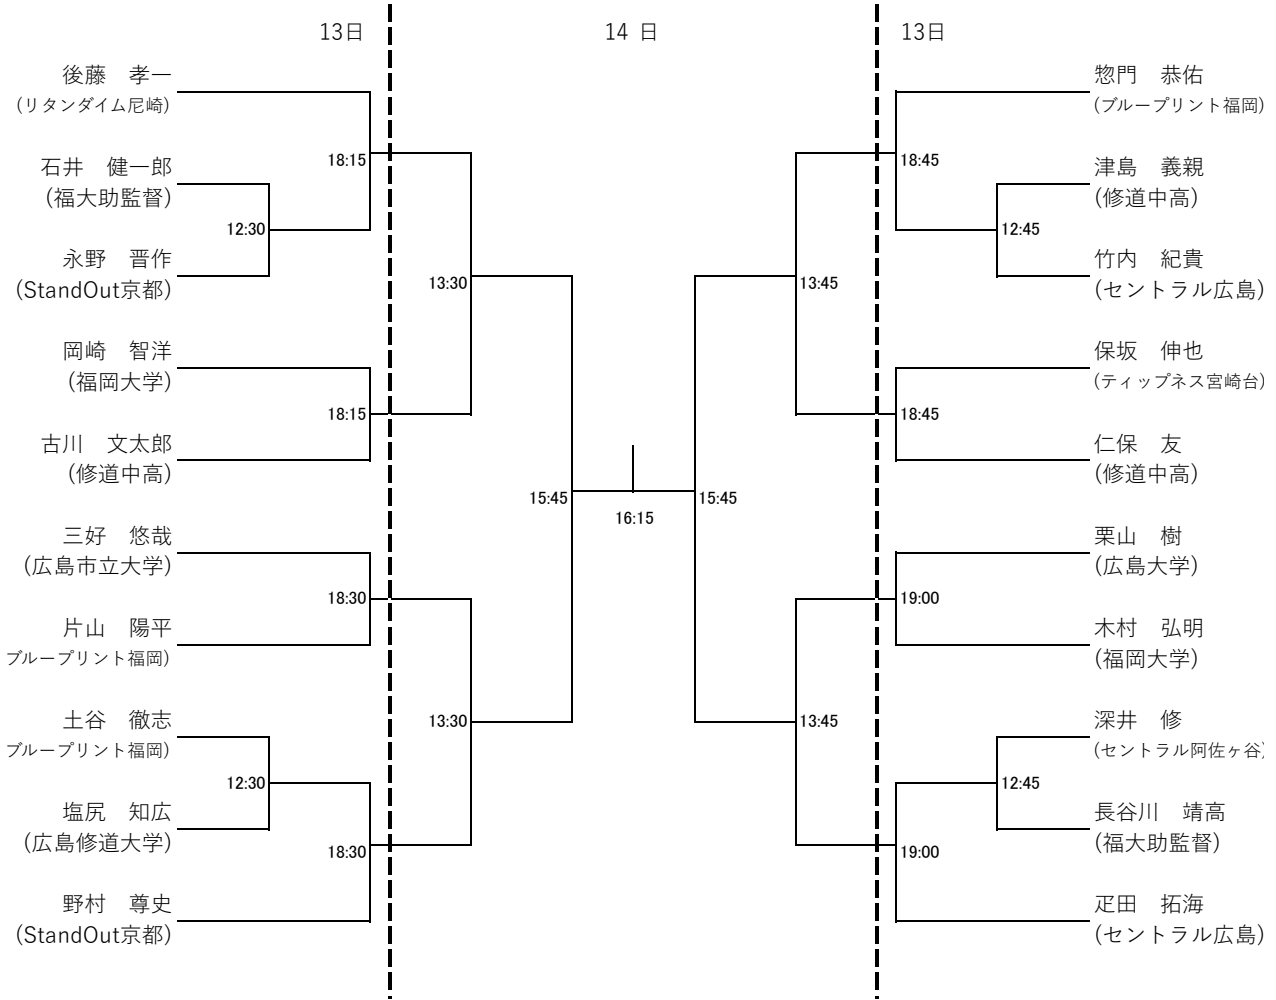 13日
14 日
13日
後藤　孝一
(リタンダイム尼崎)
18:15
石井　健一郎
(福大助監督)
12:30
永野　晋作
(StandOut京都)
13:30
岡崎　智洋
(福岡大学)
18:15
古川　文太郎
(修道中高)
15:45
三好　悠哉
(広島市立大学)
18:30
片山　陽平
ブループリント福岡)
13:30
土谷　徹志
ブループリント福岡)
12:30
塩尻　知広
(広島修道大学)
18:30
野村　尊史
(StandOut京都)
16:15
惣門　恭佑
(ブループリント福岡)
18:45
津島　義親
(修道中高)
12:45
竹内　紀貴
(セントラル広島)
13:45
保坂　伸也
(ティップネス宮崎台)
18:45
仁保　友
(修道中高)
15:45
栗山　樹
(広島大学)
19:00
木村　弘明
(福岡大学)
13:45
深井　修
(セントラル阿佐ヶ谷)
12:45
長谷川　靖高
(福大助監督)
19:00
疋田　拓海
(セントラル広島)